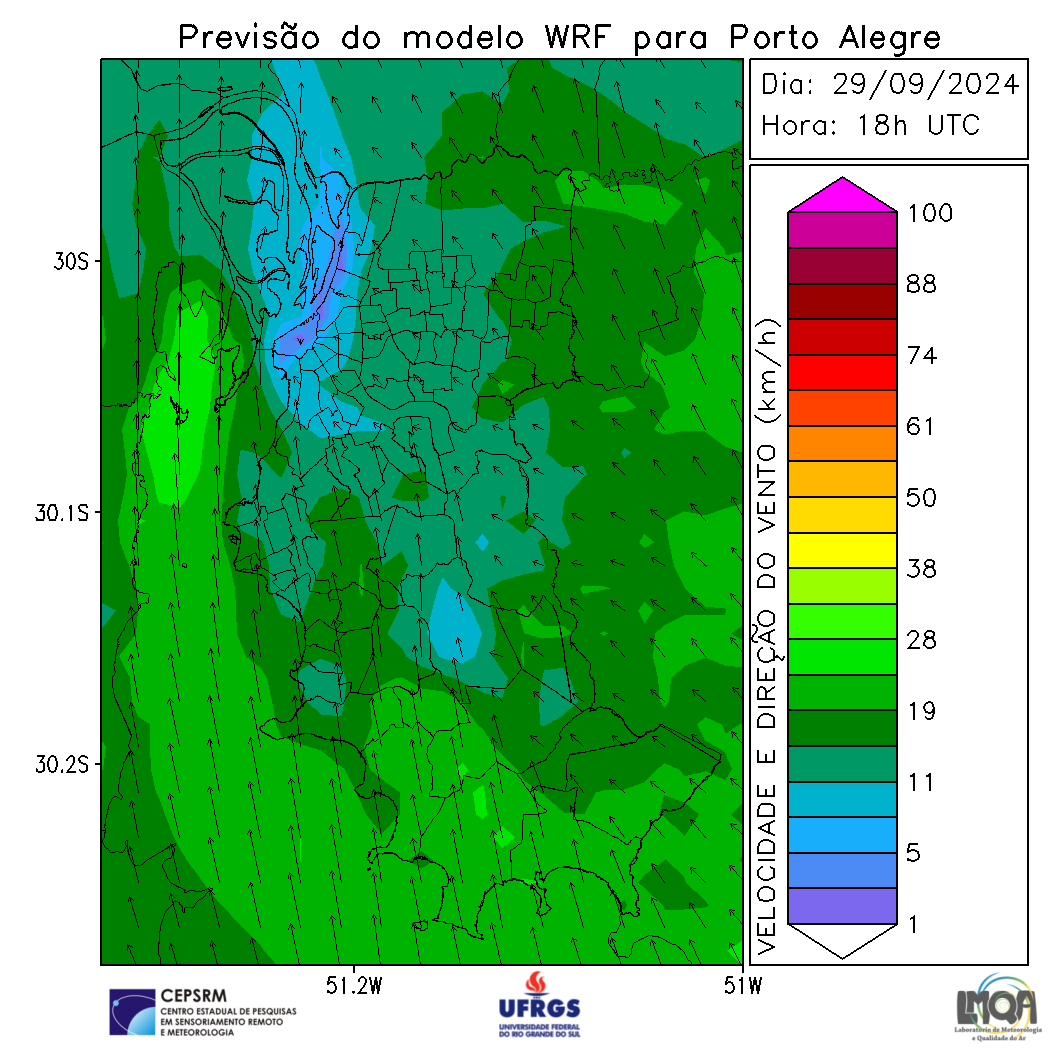 Previsão do modelo WRF para Porto Alegre
Dia: 29/09/2024
Hora: 18h UTC
30S
30.1S
30.2S
51.2W
51W
VELOCIDADE E DIREÇÃO DO VENTO (km/h)
100
88
74
61
50
38
28
19
11
5
1
CEPSRM
CENTRO ESTADUAL DE PESQUISAS
EM SENSORIAMENTO REMOTO
E METEOROLOGIA
UFRGS
UNIVERSIDADE FEDERAL
DO RIO GRANDE DO SUL
LMQA
Laboratório de Meteorologia
e Qualidade do Ar